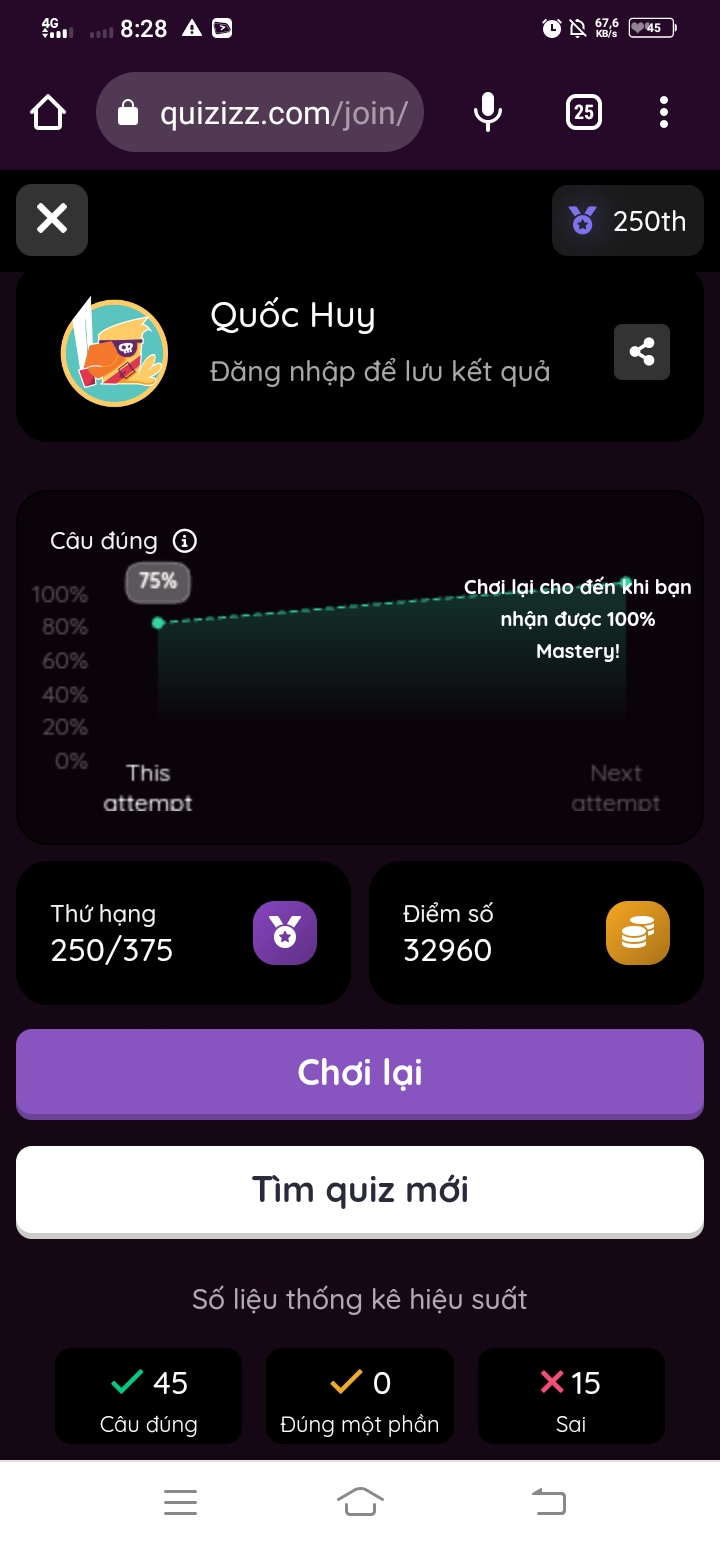 4G 8:28 67,6 KB/s 45
quizizz.com/join/ 25
250th
Quốc Huy
Đăng nhập để lưu kết quả
Câu đúng
75%
Chơi lại cho đến khi bạn
nhận được 100%
Mastery!
100%
80%
60%
40%
20%
0%
This
attempt
Next
attempt
Thứ hạng
250/375
Điểm số
32960
Chơi lại
Tìm quiz mới
Số liệu thống kê hiệu suất
45
Câu đúng
0
Đúng một phần
15
Sai